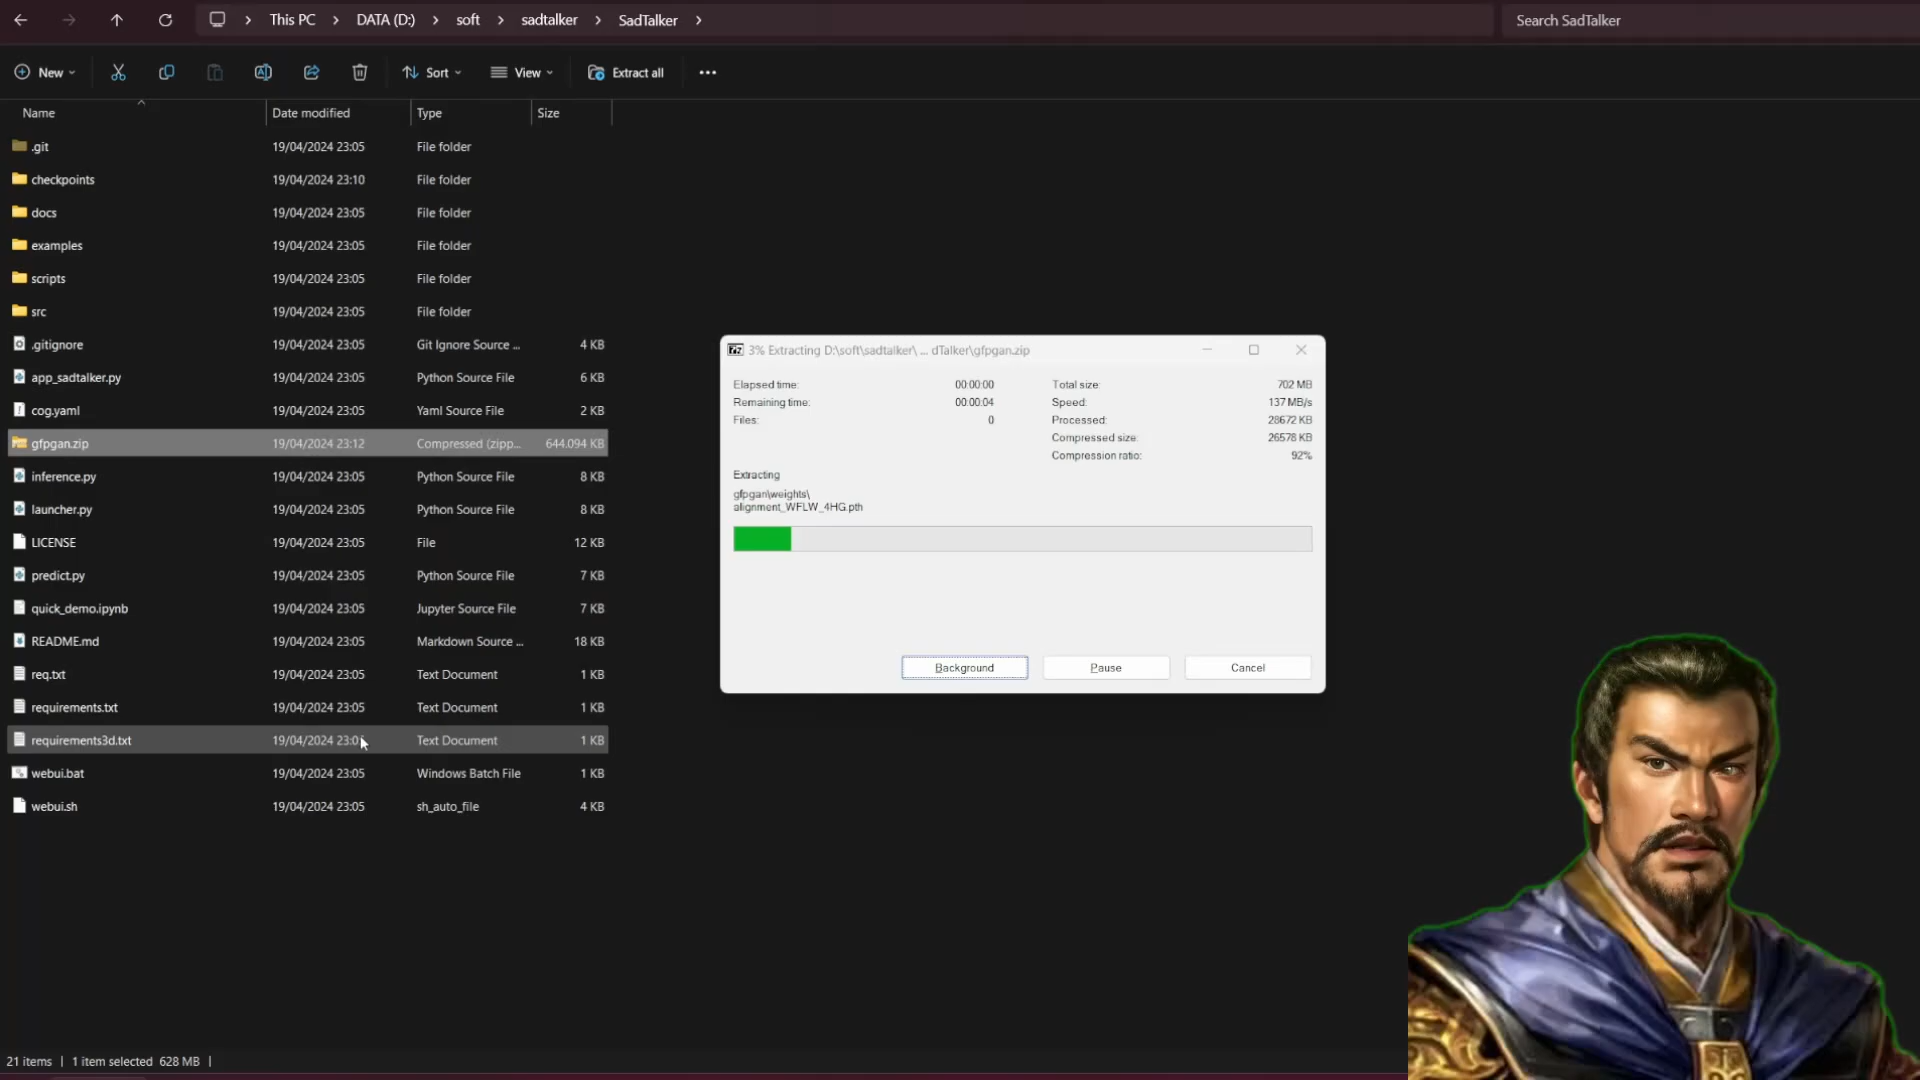 This PC > DATA (D:) > soft > sadtalker > SadTalker >
Search SadTalker
New Sort View Extract all
Name Date modified Type Size
.git 19/04/2024 23:05 File folder
checkpoints 19/04/2024 23:10 File folder
docs 19/04/2024 23:05 File folder
examples 19/04/2024 23:05 File folder
scripts 19/04/2024 23:05 File folder
src 19/04/2024 23:05 File folder
.gitignore 19/04/2024 23:05 Git Ignore Source ... 4 KB
app_sadtalker.py 19/04/2024 23:05 Python Source File 6 KB
cog.yaml 19/04/2024 23:05 Yaml Source File 2 KB
gfpgan.zip 19/04/2024 23:12 Compressed (zipp... 644.094 KB
inference.py 19/04/2024 23:05 Python Source File 8 KB
launcher.py 19/04/2024 23:05 Python Source File 8 KB
LICENSE 19/04/2024 23:05 File 12 KB
predict.py 19/04/2024 23:05 Python Source File 7 KB
quick_demo.ipynb 19/04/2024 23:05 Jupyter Source File 7 KB
README.md 19/04/2024 23:05 Markdown Source ... 18 KB
req.txt 19/04/2024 23:05 Text Document 1 KB
requirements.txt 19/04/2024 23:05 Text Document 1 KB
requirements3d.txt 19/04/2024 23:05 Text Document 1 KB
webui.bat 19/04/2024 23:05 Windows Batch File 1 KB
webui.sh 19/04/2024 23:05 sh_auto_file 4 KB
21 items | 1 item selected 628 MB |
7z 3% Extracting D:\soft\sadtalker\ ... dTalker\gfpgan.zip
Elapsed time: 00:00:00 Total size: 702 MB
Remaining time: 00:00:04 Speed: 137 MB/s
Files: 0 Processed: 28672 KB
Compressed size: 26578 KB
Compression ratio: 92%
Extracting
gfpgan\weights\
alignment_WFLW_4HG.pth
Background Pause Cancel